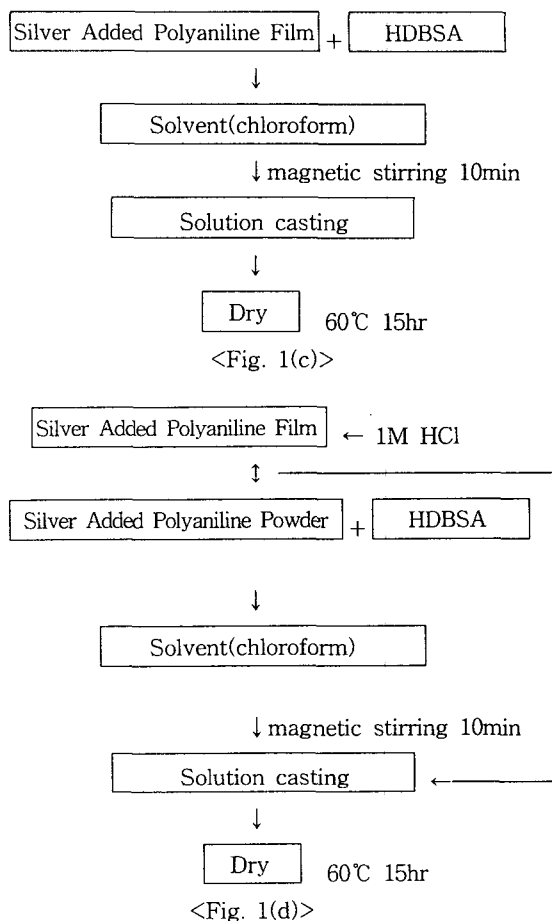 Silver Added Polyaniline Film + HDBSA
↓
Solvent(chloroform)
↓ magnetic stirring 10min
Solution casting
↓
Dry 60℃ 15hr
<Fig. 1(c)>
Silver Added Polyaniline Film ← 1M HCl
↕
Silver Added Polyaniline Powder + HDBSA
↓
Solvent(chloroform)
↓ magnetic stirring 10min
Solution casting ←
↓
Dry 60℃ 15hr
<Fig. 1(d)>